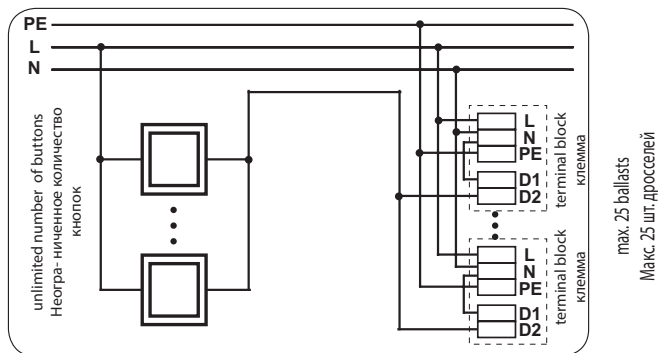 PE
L
N
unlimited number of buttons
Неогра- ниченное количество
кнопок
L
N
PE
D1
D2
terminal block
клемма
L
N
PE
D1
D2
terminal block
клемма
max. 25 ballasts
Макс. 25 шт. дросселей